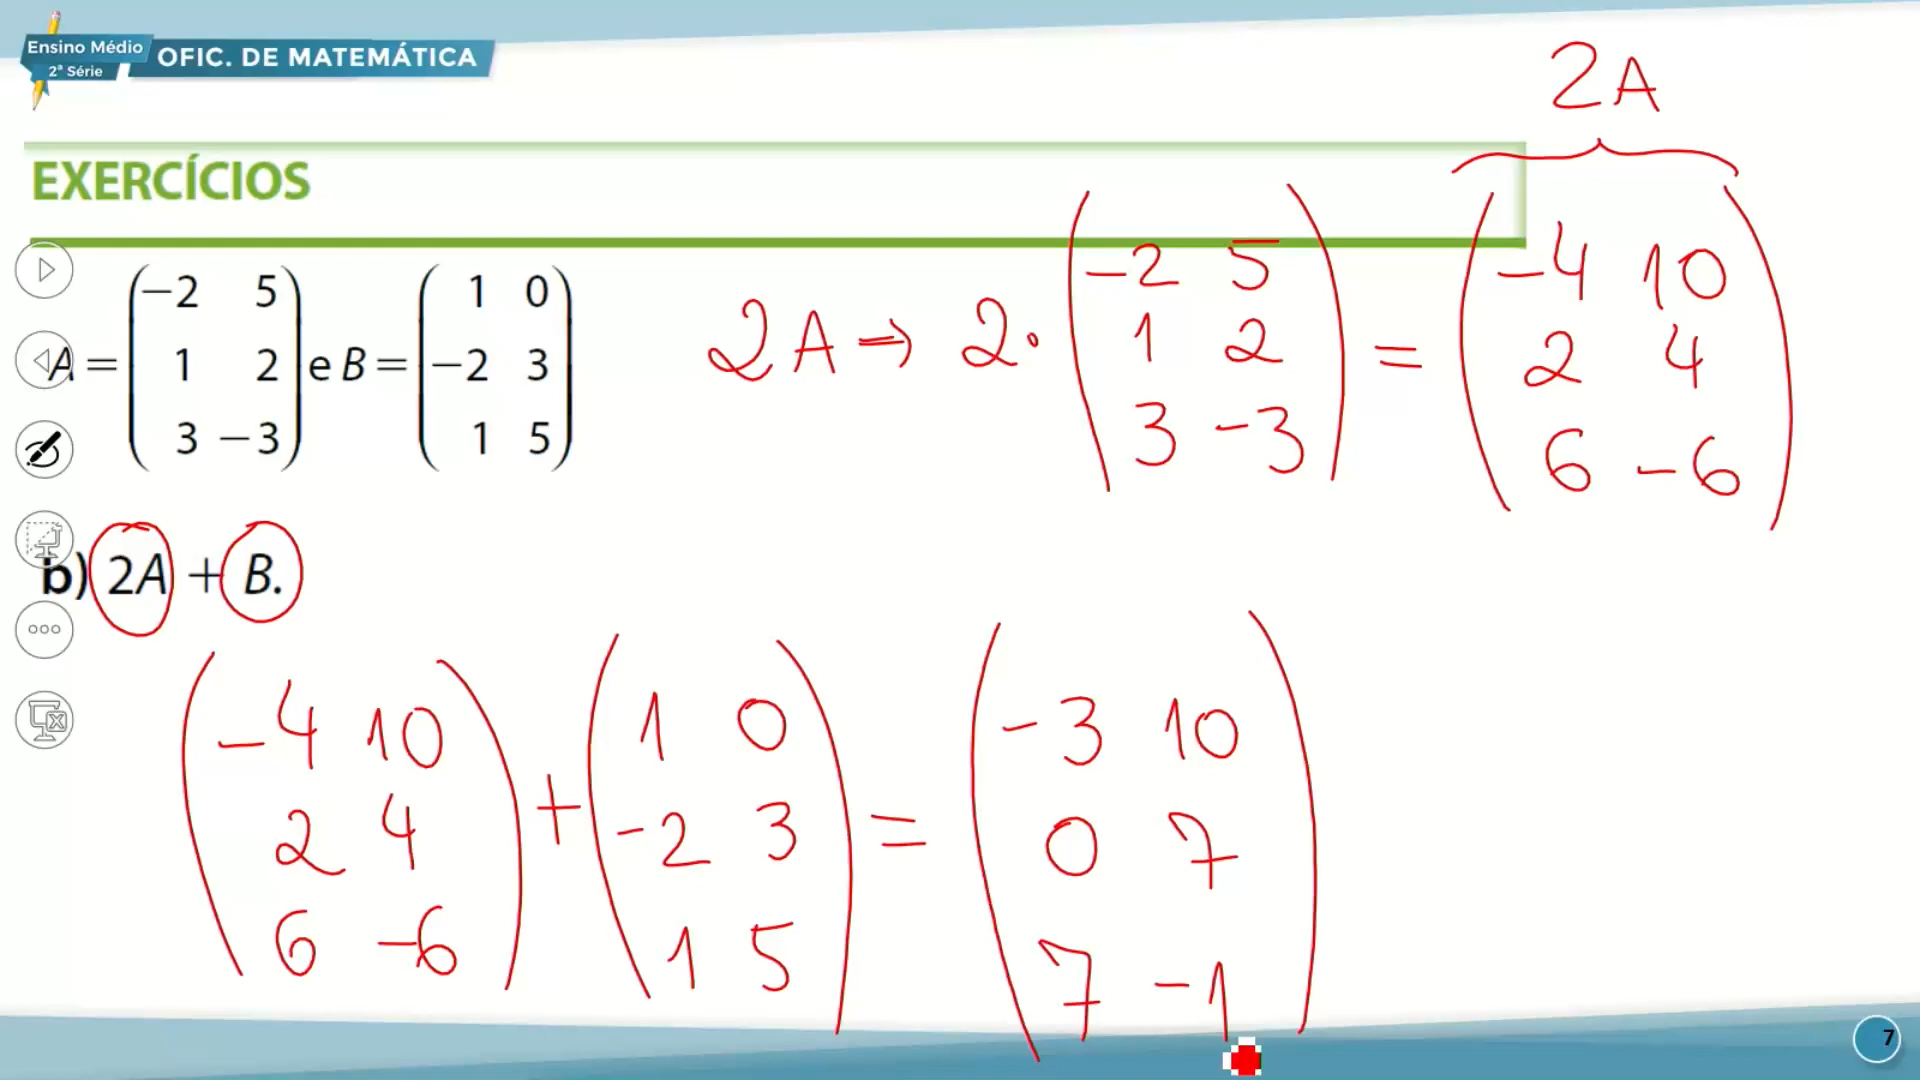 Ensino Médio
2ª Série
OFIC. DE MATEMÁTICA
2A
EXERCÍCIOS
A = (−2 5
1 2
3 −3) e B = (1 0
−2 3
1 5)
2A ⇒ 2 · (−2 5
1 2
3 −3) = (−4 10
2 4
6 −6)
b) 2A + B.
(−4 10
2 4
6 −6) + (1 0
−2 3
1 5) = (−3 10
0 7
7 −1)
7